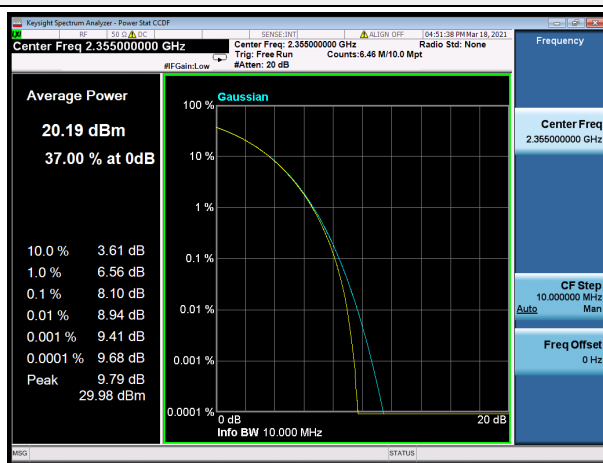 Keysight Spectrum Analyzer - Power Stat CCDF
RF 50 Ω DC SENSE:INT ALIGN OFF 04:51:38 PM Mar 18, 2021
Center Freq 2.355000000 GHz
Center Freq: 2.355000000 GHz Radio Std: None
Trig: Free Run Counts:6.46 M/10.0 Mpt
#IFGain:Low #Atten: 20 dB
Frequency
Average Power
20.19 dBm
37.00 % at 0dB
10.0 % 3.61 dB
1.0 % 6.56 dB
0.1 % 8.10 dB
0.01 % 8.94 dB
0.001 % 9.41 dB
0.0001 % 9.68 dB
Peak 9.79 dB
29.98 dBm
Gaussian
100 %
10 %
1 %
0.1 %
0.01 %
0.001 %
0.0001 %
0 dB 20 dB
Info BW 10.000 MHz
Center Freq
2.355000000 GHz
CF Step
10.000000 MHz
Auto Man
Freq Offset
0 Hz
MSG STATUS